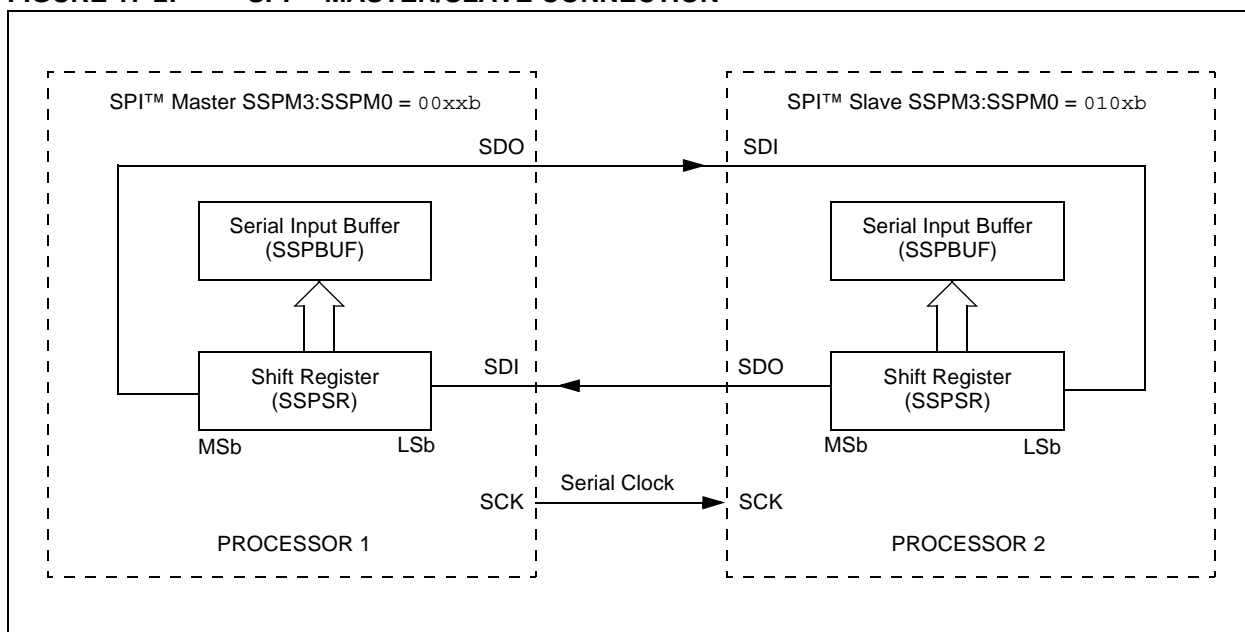 SPI™ Master SSPM3:SSPM0 = 00xxb
SPI™ Slave SSPM3:SSPM0 = 010xb
SDO
SDI
Serial Input Buffer
(SSPBUF)
Serial Input Buffer
(SSPBUF)
Shift Register
(SSPSR)
SDI
SDO
Shift Register
(SSPSR)
MSb
LSb
MSb
LSb
SCK
Serial Clock
SCK
PROCESSOR 1
PROCESSOR 2